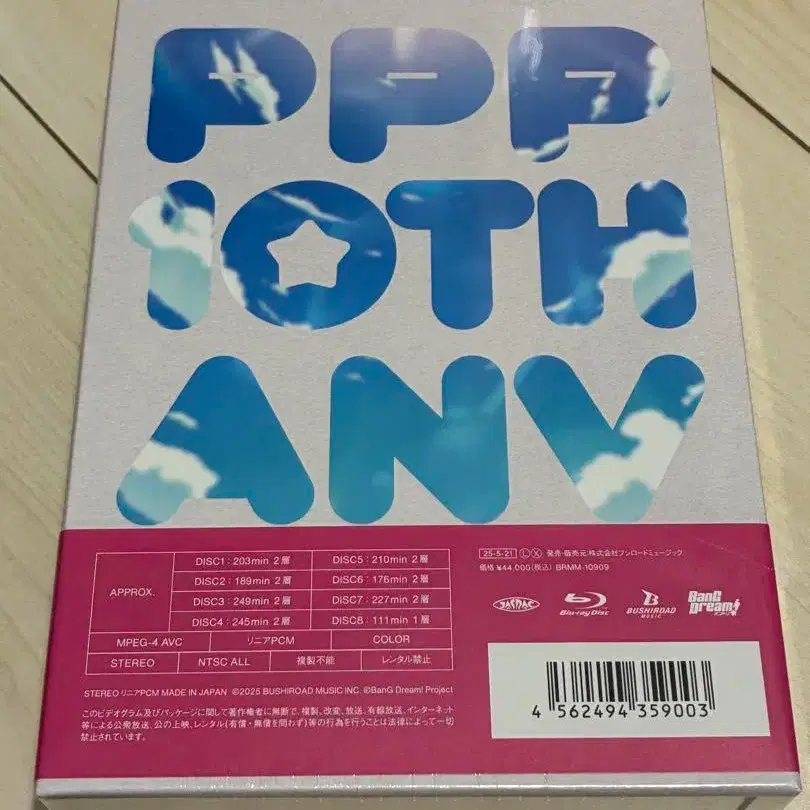 PPP
10TH
ANV
APPROX.
DISC1:203min 2層
DISC5:210min 2層
DISC2:189min 2層
DISC6:176min 2層
DISC3:249min 2層
DISC7:227min 2層
DISC4:245min 2層
DISC8:111min 1層
MPEG-4 AVC
リニアPCM
COLOR
STEREO
NTSC ALL
複製不能
レンタル禁止
STEREO リニアPCM MADE IN JAPAN ©2025 BUSHIROAD MUSIC INC. ©BanG Dream! Project
このビデオグラム及びパッケージに関して著作権者に無断で、複製、改変、放送、有線放送、インターネット
等による公衆放送、公の上映、レンタル(有償・無償を問わず)等の行為を行うことは法律によって一切
禁止されています。
25-5-21 Ⓛ Ⓧ 発売・販売元:株式会社ブシロードミュージック
価格 ¥44,000(税込) BRMM-10909
JASRAC
Blu-ray Disc
BUSHIROAD
MUSIC
BanG
Dream!
4 562494 359003